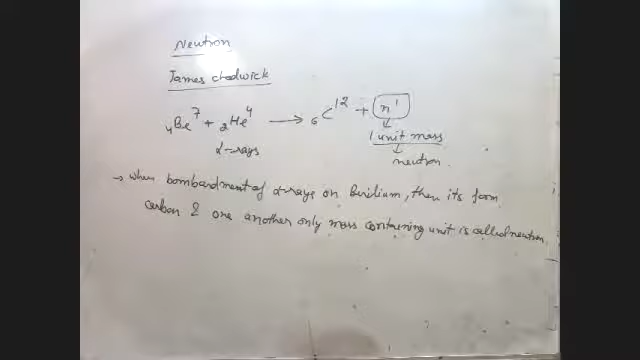 Neutron
James chadwick
₄Be⁷ + ₂He⁴ → ₆C¹² + n¹
α-rays
1 unit mass
neutron.
→ when bombardment of α-rays on Berilium, then its form
carbon & one another only mass containing unit is called neutron.